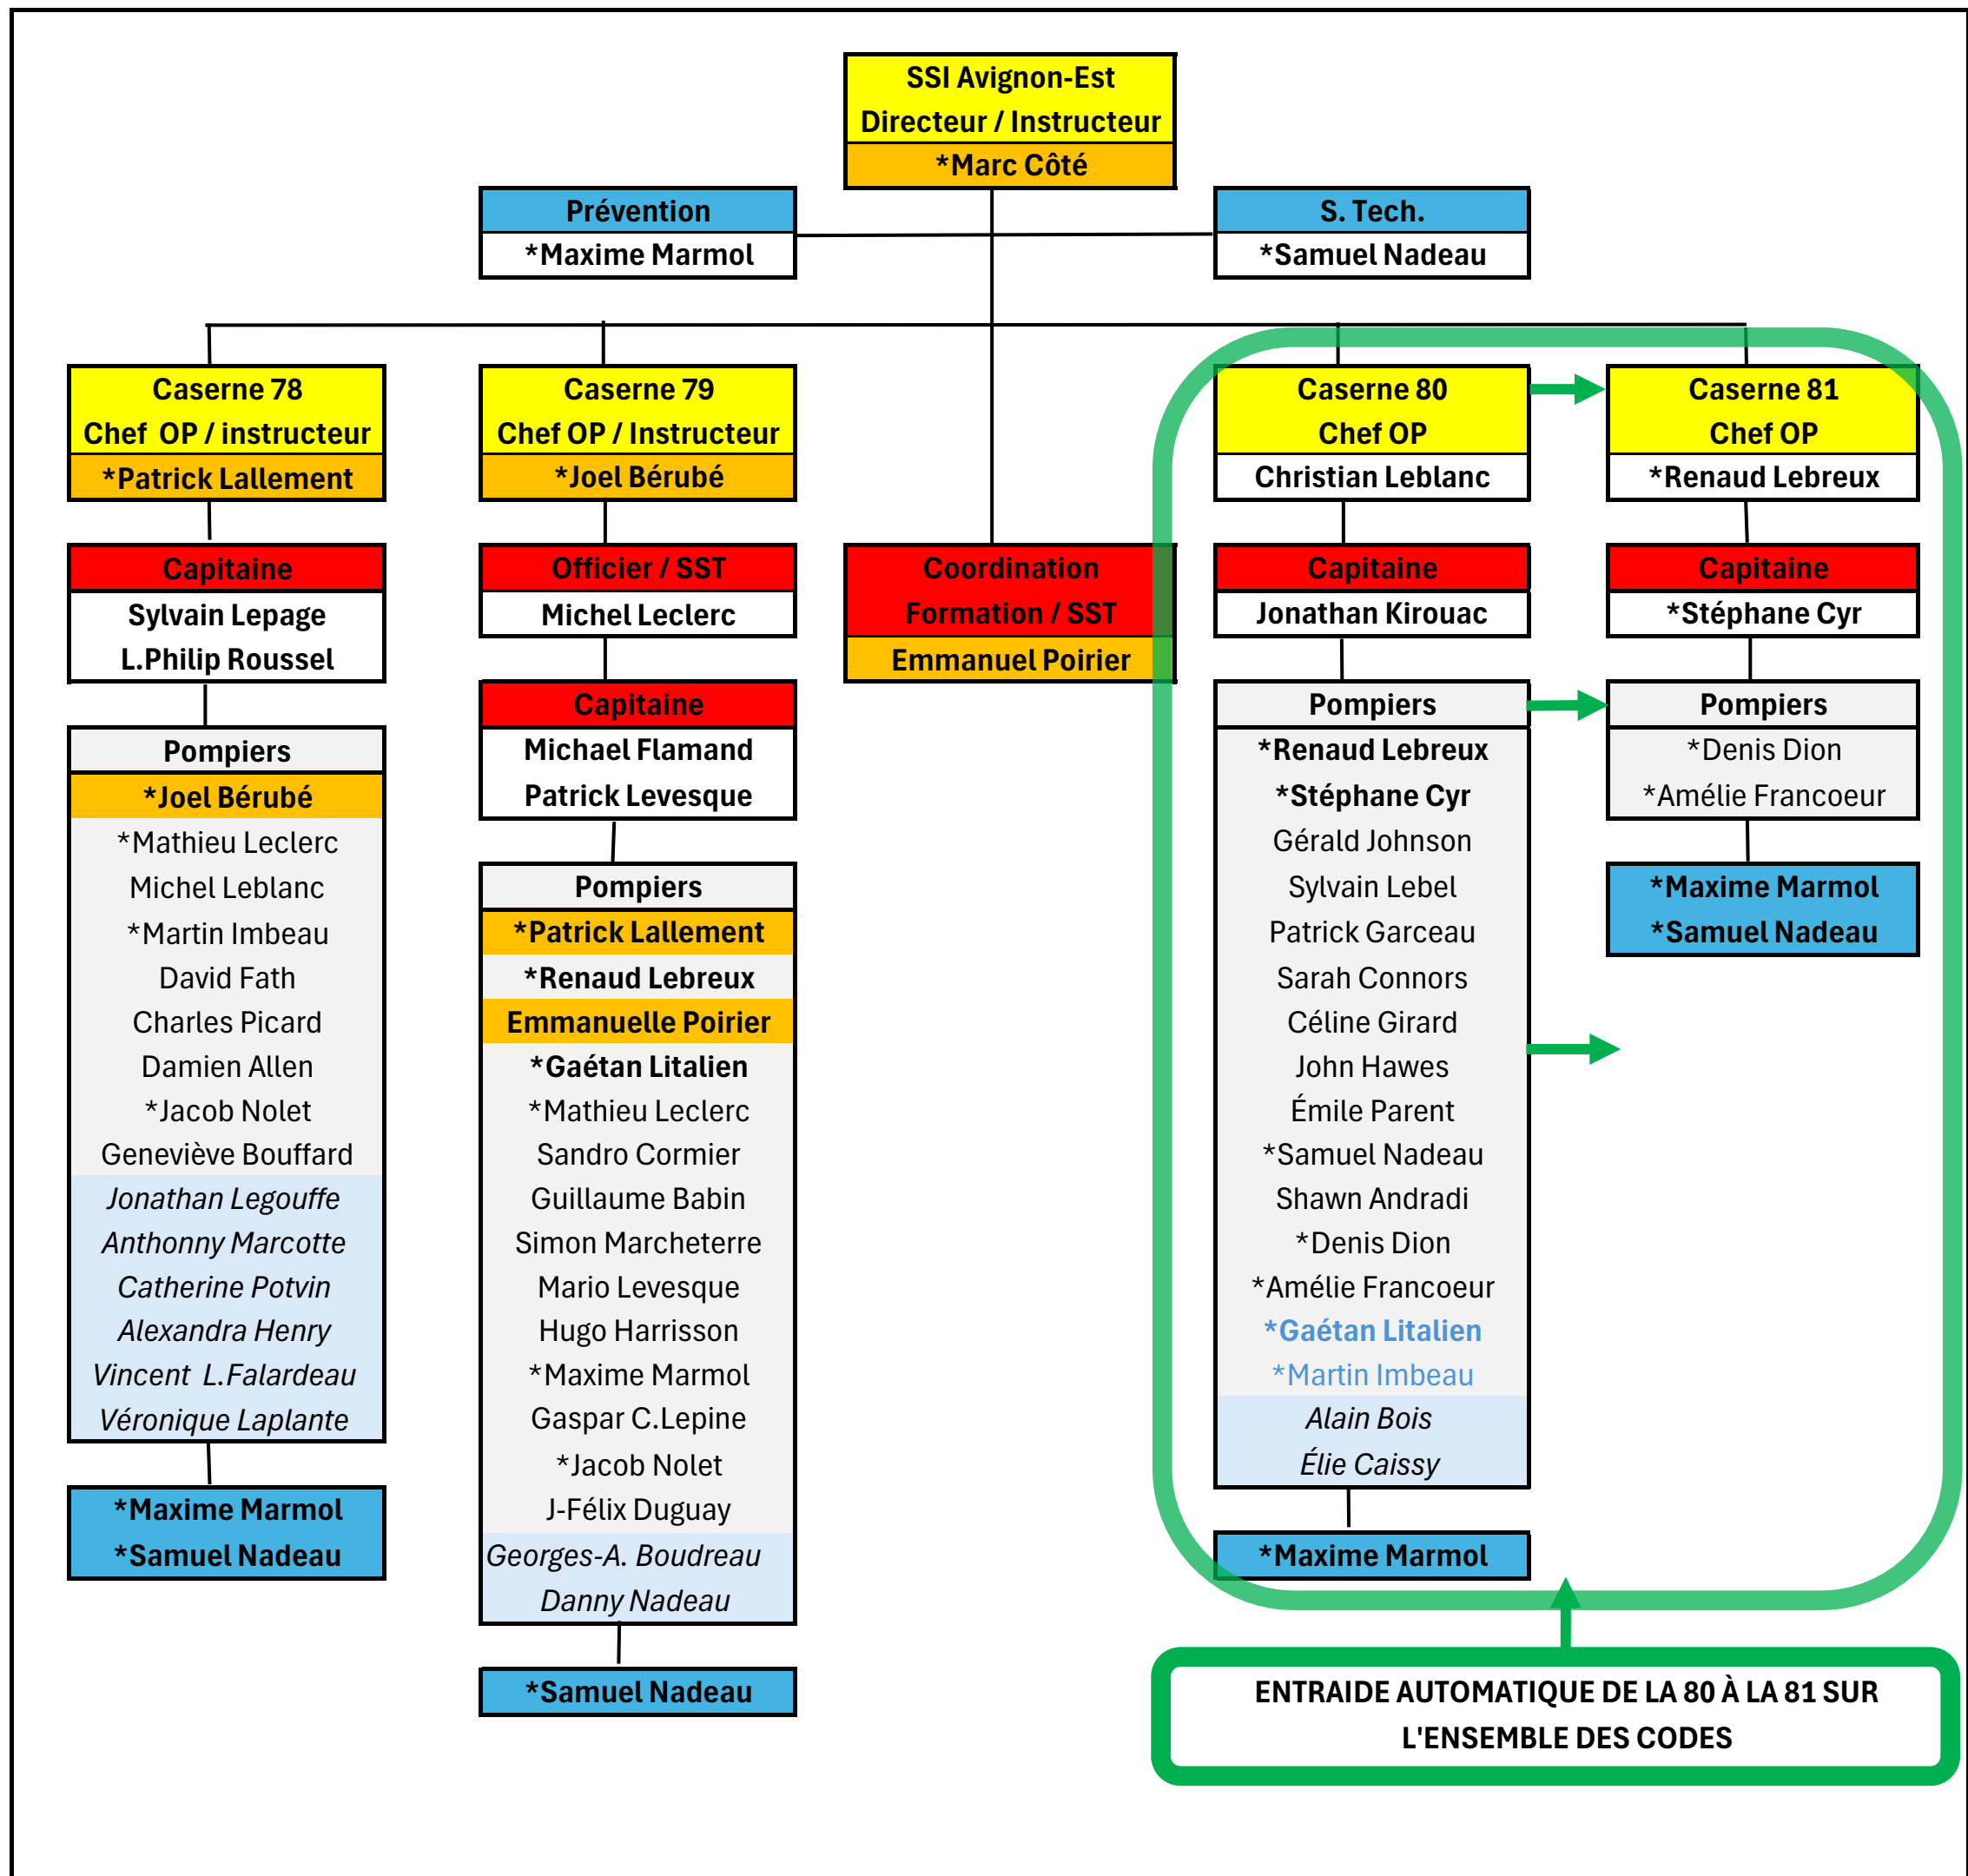 SSI Avignon-Est
Directeur / Instructeur
*Marc Côté
Prévention
*Maxime Marmol
S. Tech.
*Samuel Nadeau
Caserne 78
Chef OP / instructeur
*Patrick Lallement
Capitaine
Sylvain Lepage
L.Philip Roussel
Pompiers
*Joel Bérubé
*Mathieu Leclerc
Michel Leblanc
*Martin Imbeau
David Fath
Charles Picard
Damien Allen
*Jacob Nolet
Geneviève Bouffard
Jonathan Legouffe
Anthonny Marcotte
Catherine Potvin
Alexandra Henry
Vincent L.Falardeau
Véronique Laplante
*Maxime Marmol
*Samuel Nadeau
Caserne 79
Chef OP / Instructeur
*Joel Bérubé
Officier / SST
Michel Leclerc
Capitaine
Michael Flamand
Patrick Levesque
Pompiers
*Patrick Lallement
*Renaud Lebreux
Emmanuelle Poirier
*Gaétan Litalien
*Mathieu Leclerc
Sandro Cormier
Guillaume Babin
Simon Marcheterre
Mario Levesque
Hugo Harrisson
*Maxime Marmol
Gaspar C.Lepine
*Jacob Nolet
J-Félix Duguay
Georges-A. Boudreau
Danny Nadeau
*Samuel Nadeau
Coordination
Formation / SST
Emmanuel Poirier
Caserne 80
Chef OP
Christian Leblanc
Capitaine
Jonathan Kirouac
Pompiers
*Renaud Lebreux
*Stéphane Cyr
Gérald Johnson
Sylvain Lebel
Patrick Garceau
Sarah Connors
Céline Girard
John Hawes
Émile Parent
*Samuel Nadeau
Shawn Andradi
*Denis Dion
*Amélie Francoeur
*Gaétan Litalien
*Martin Imbeau
Alain Bois
Élie Caissy
*Maxime Marmol
Caserne 81
Chef OP
*Renaud Lebreux
Capitaine
*Stéphane Cyr
Pompiers
*Denis Dion
*Amélie Francoeur
*Maxime Marmol
*Samuel Nadeau
ENTRAIDE AUTOMATIQUE DE LA 80 À LA 81 SUR
L'ENSEMBLE DES CODES